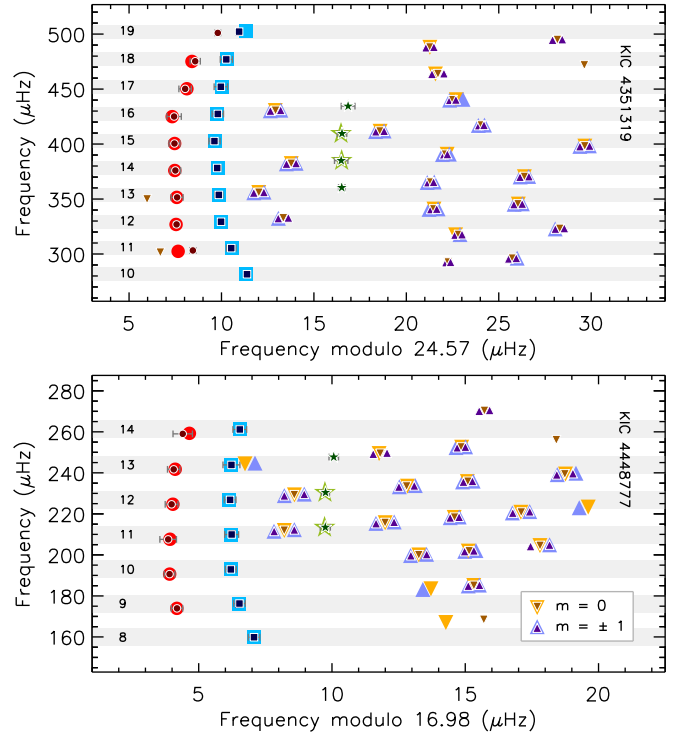 500
450
400
350
300
Frequency (μHz)
19
18
17
16
15
14
13
12
11
10
KIC 4351319
5 10 15 20 25 30
Frequency modulo 24.57 (μHz)
280
260
240
220
200
180
160
Frequency (μHz)
14
13
12
11
10
9
8
KIC 4448777
m = 0
m = ± 1
5 10 15 20
Frequency modulo 16.98 (μHz)